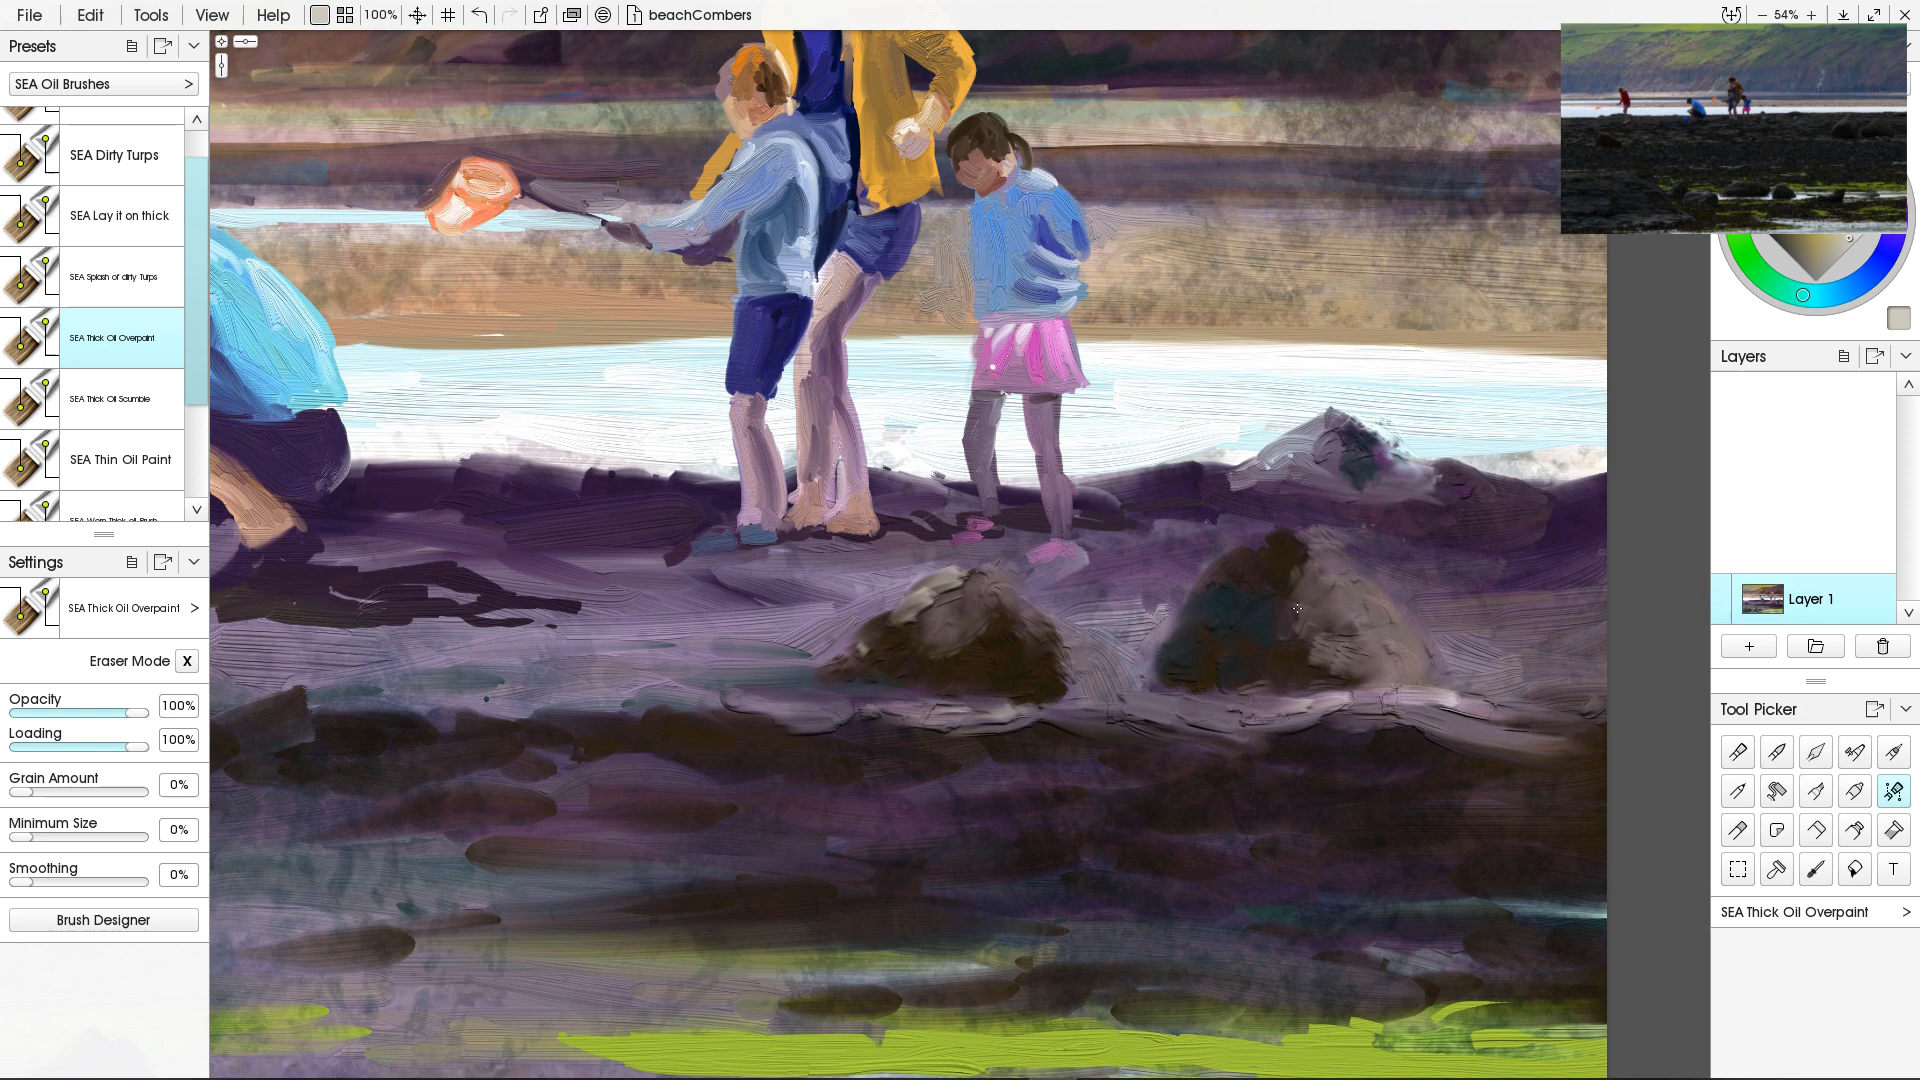 File Edit Tools View Help 100% beachCombers 54%
Presets
SEA Oil Brushes >
SEA Dirty Turps
SEA Lay it on thick
SEA Splash of dirty Turps
SEA Thick Oil Overpaint
SEA Thick Oil Scumble
SEA Thin Oil Paint
Settings
SEA Thick Oil Overpaint >
Eraser Mode X
Opacity 100%
Loading 100%
Grain Amount 0%
Minimum Size 0%
Smoothing 0%
Brush Designer
Layers
Layer 1
Tool Picker
T
SEA Thick Oil Overpaint >